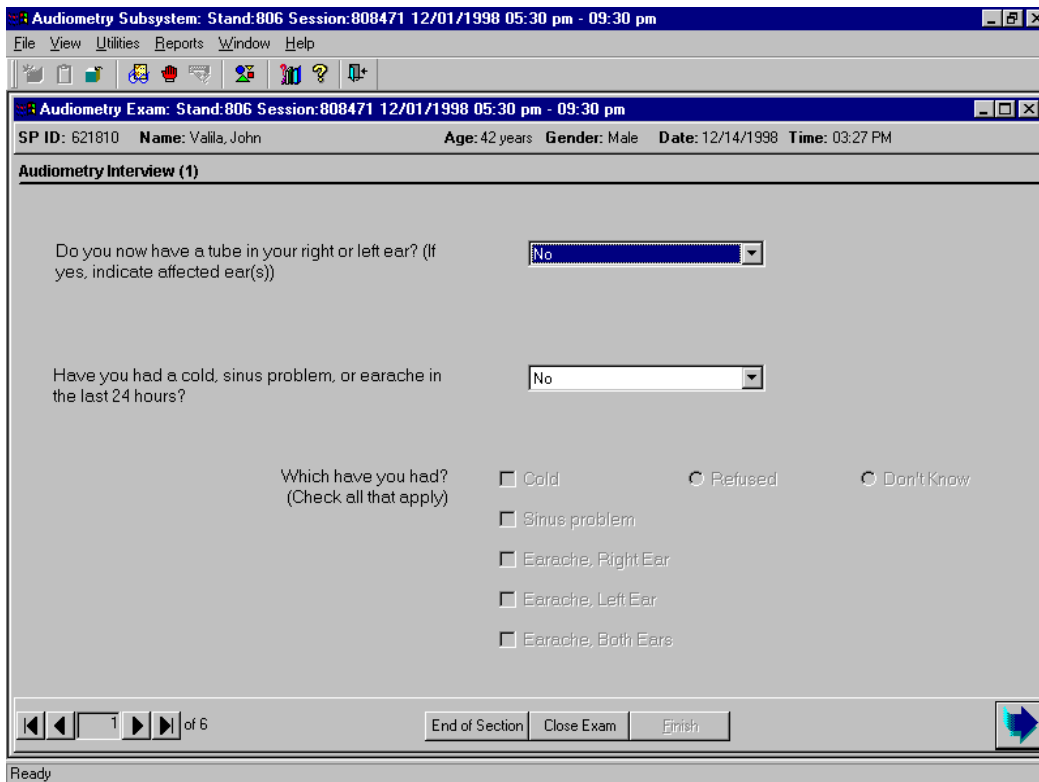 Audiometry Subsystem: Stand:806 Session:808471 12/01/1998 05:30 pm - 09:30 pm
File View Utilities Reports Window Help
Audiometry Exam: Stand:806 Session:808471 12/01/1998 05:30 pm - 09:30 pm
SP ID: 621810 Name: Valila, John Age: 42 years Gender: Male Date: 12/14/1998 Time: 03:27 PM
Audiometry Interview (1)
Do you now have a tube in your right or left ear? (If No
yes, indicate affected ear(s))
Have you had a cold, sinus problem, or earache in No
the last 24 hours?
Which have you had? Cold Refused Don't Know
(Check all that apply)
Sinus problem
Earache, Right Ear
Earache, Left Ear
Earache, Both Ears
1 of 6 End of Section Close Exam Finish
Ready